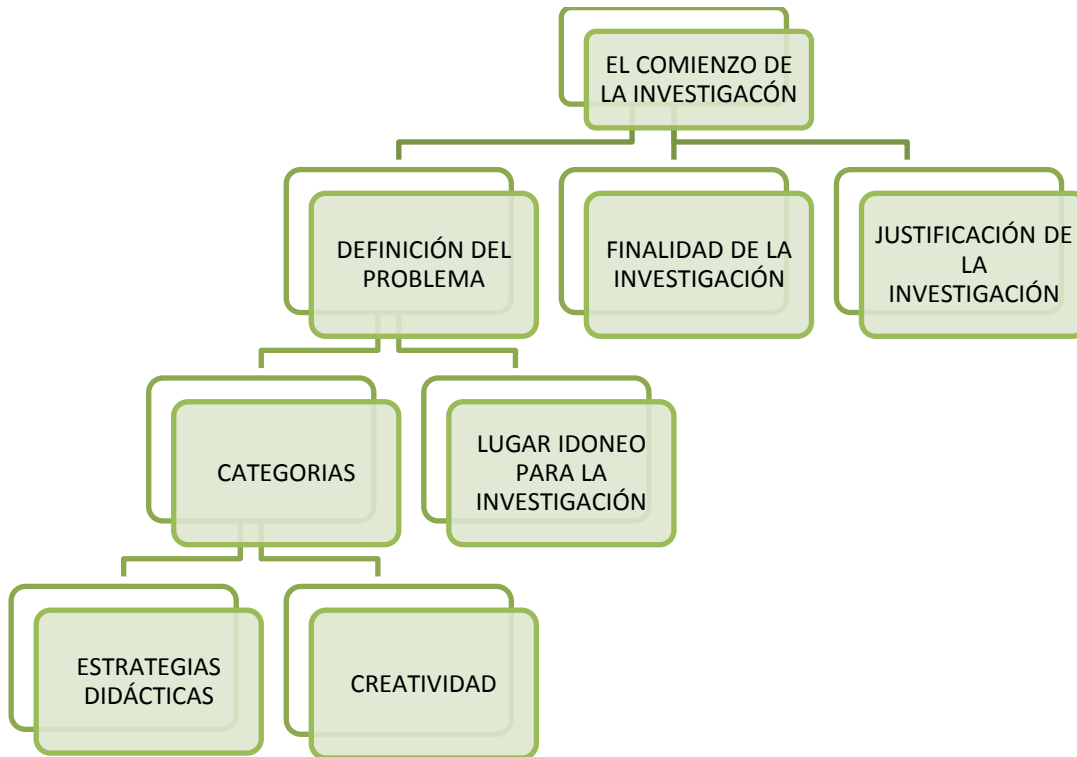 EL COMIENZO DE
LA INVESTIGACÓN
DEFINICIÓN DEL
PROBLEMA
FINALIDAD DE LA
INVESTIGACIÓN
JUSTIFICACIÓN DE
LA
INVESTIGACIÓN
CATEGORIAS
LUGAR IDONEO
PARA LA
INVESTIGACIÓN
ESTRATEGIAS
DIDÁCTICAS
CREATIVIDAD